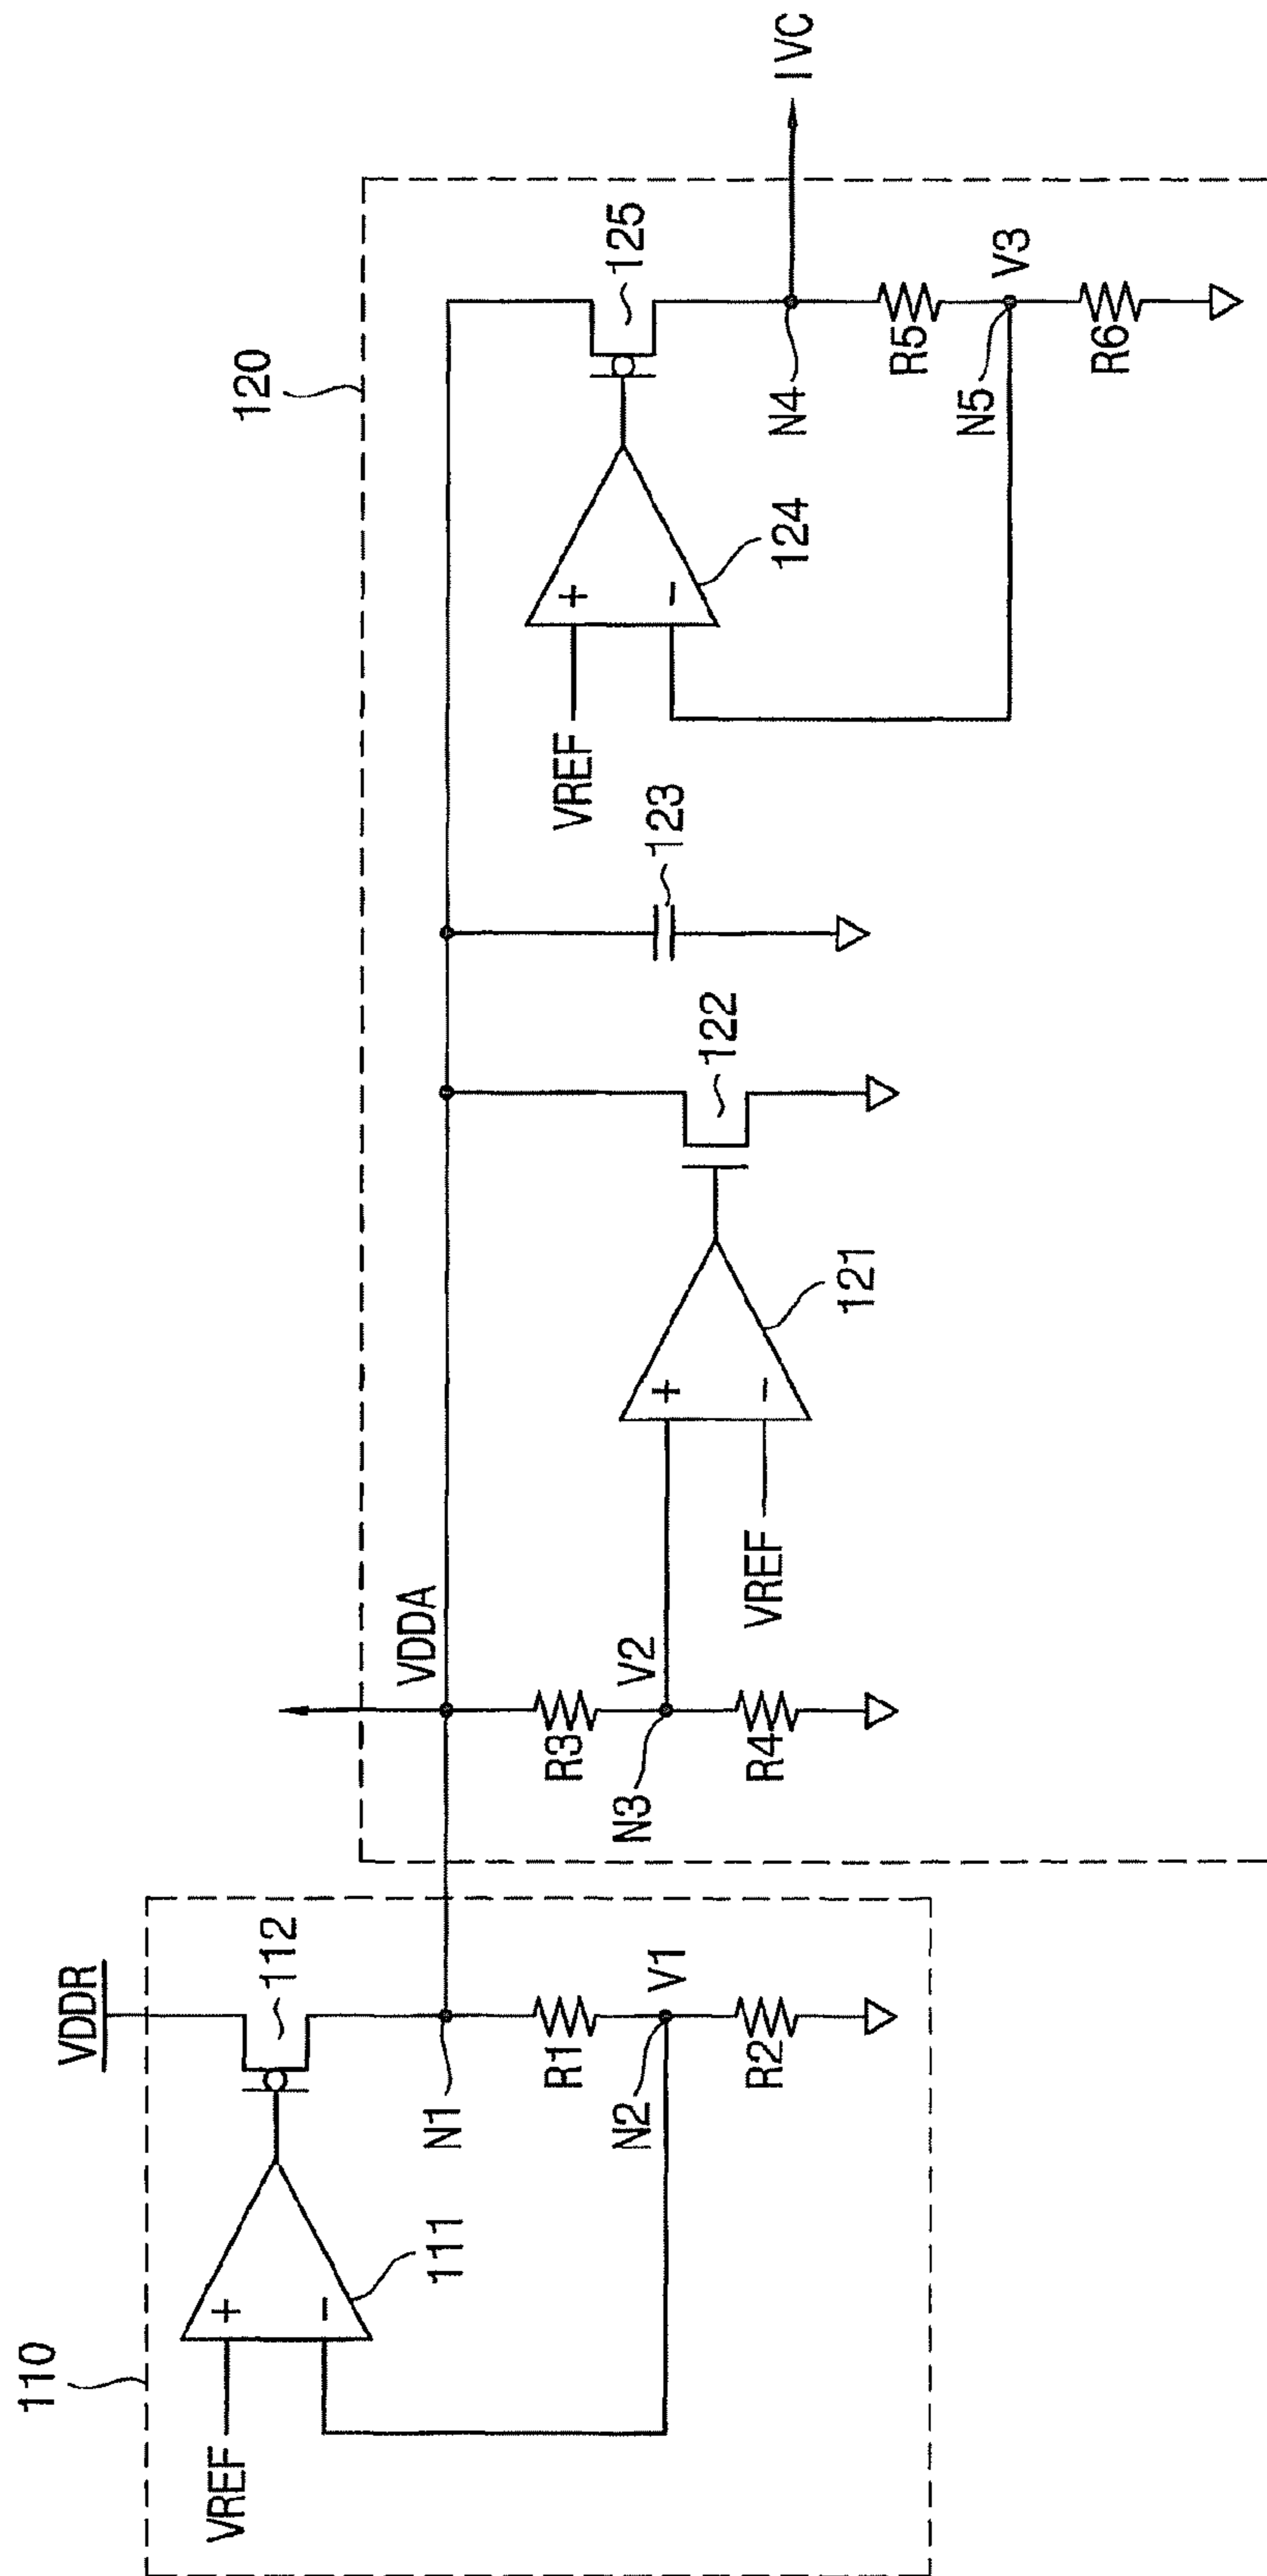 110
VREF
+
-
111
VDDR
112
N1
R1
N2
V1
R2
120
VDDA
R3
N3
V2
R4
VREF
+
-
121
122
123
VREF
+
-
124
125
N4
IVC
R5
N5
V3
R6